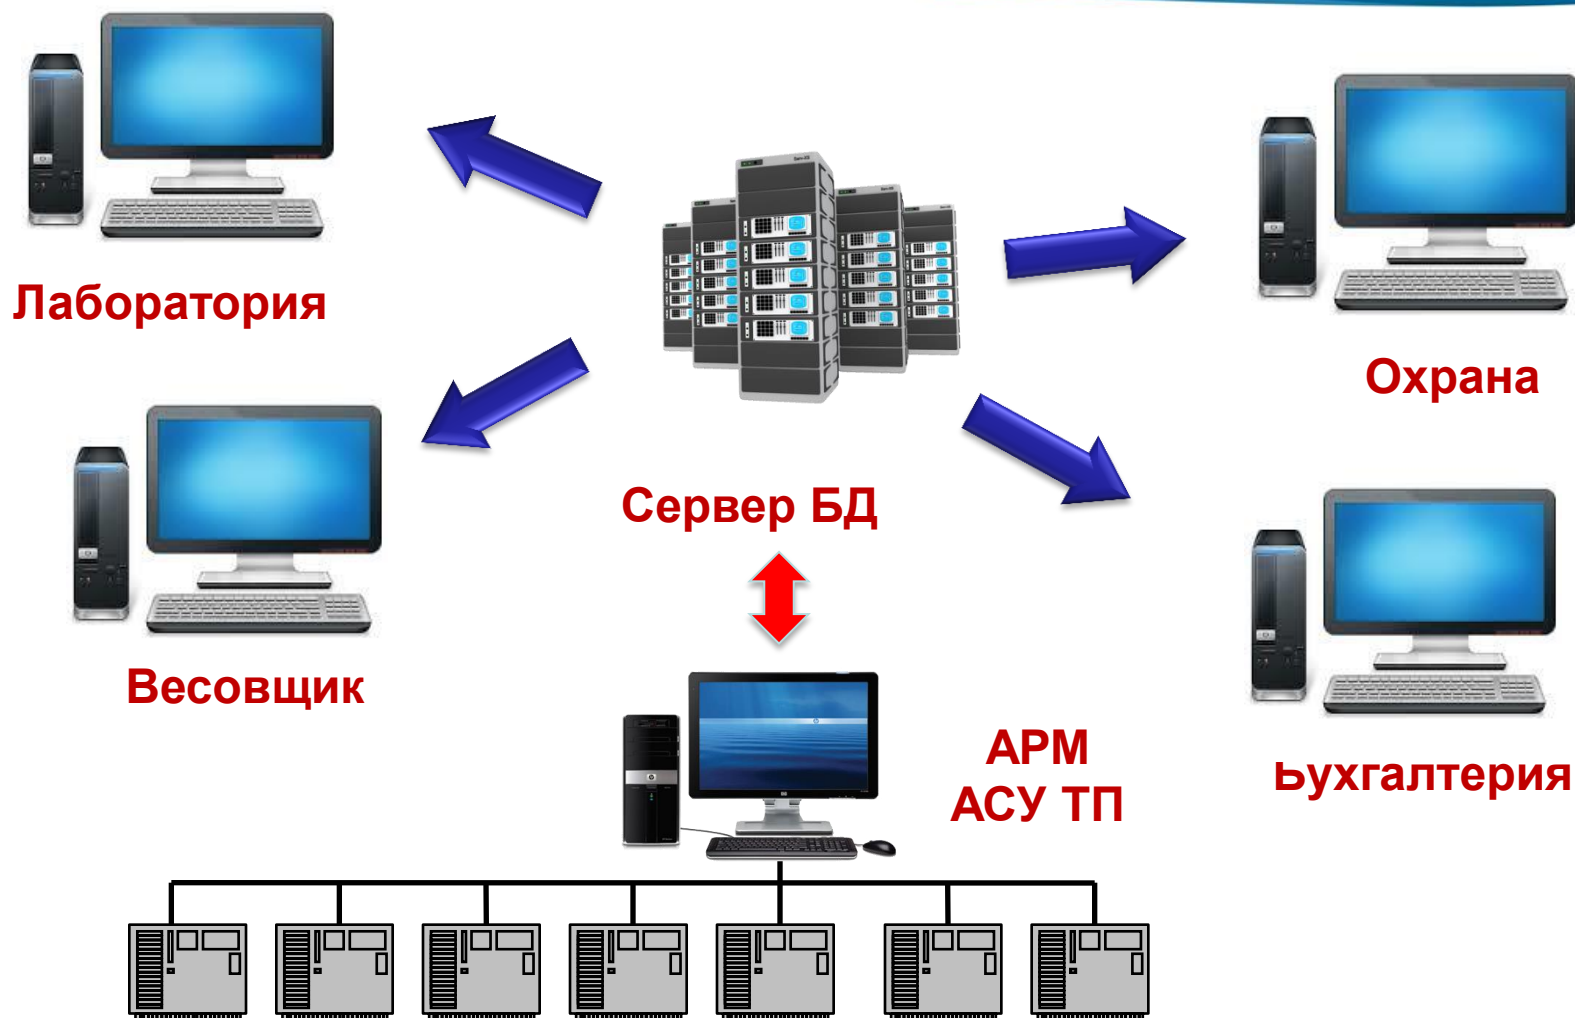 Лаборатория
Охрана
Сервер БД
Весовщик
АРМ
АСУ ТП
Бухгалтерия